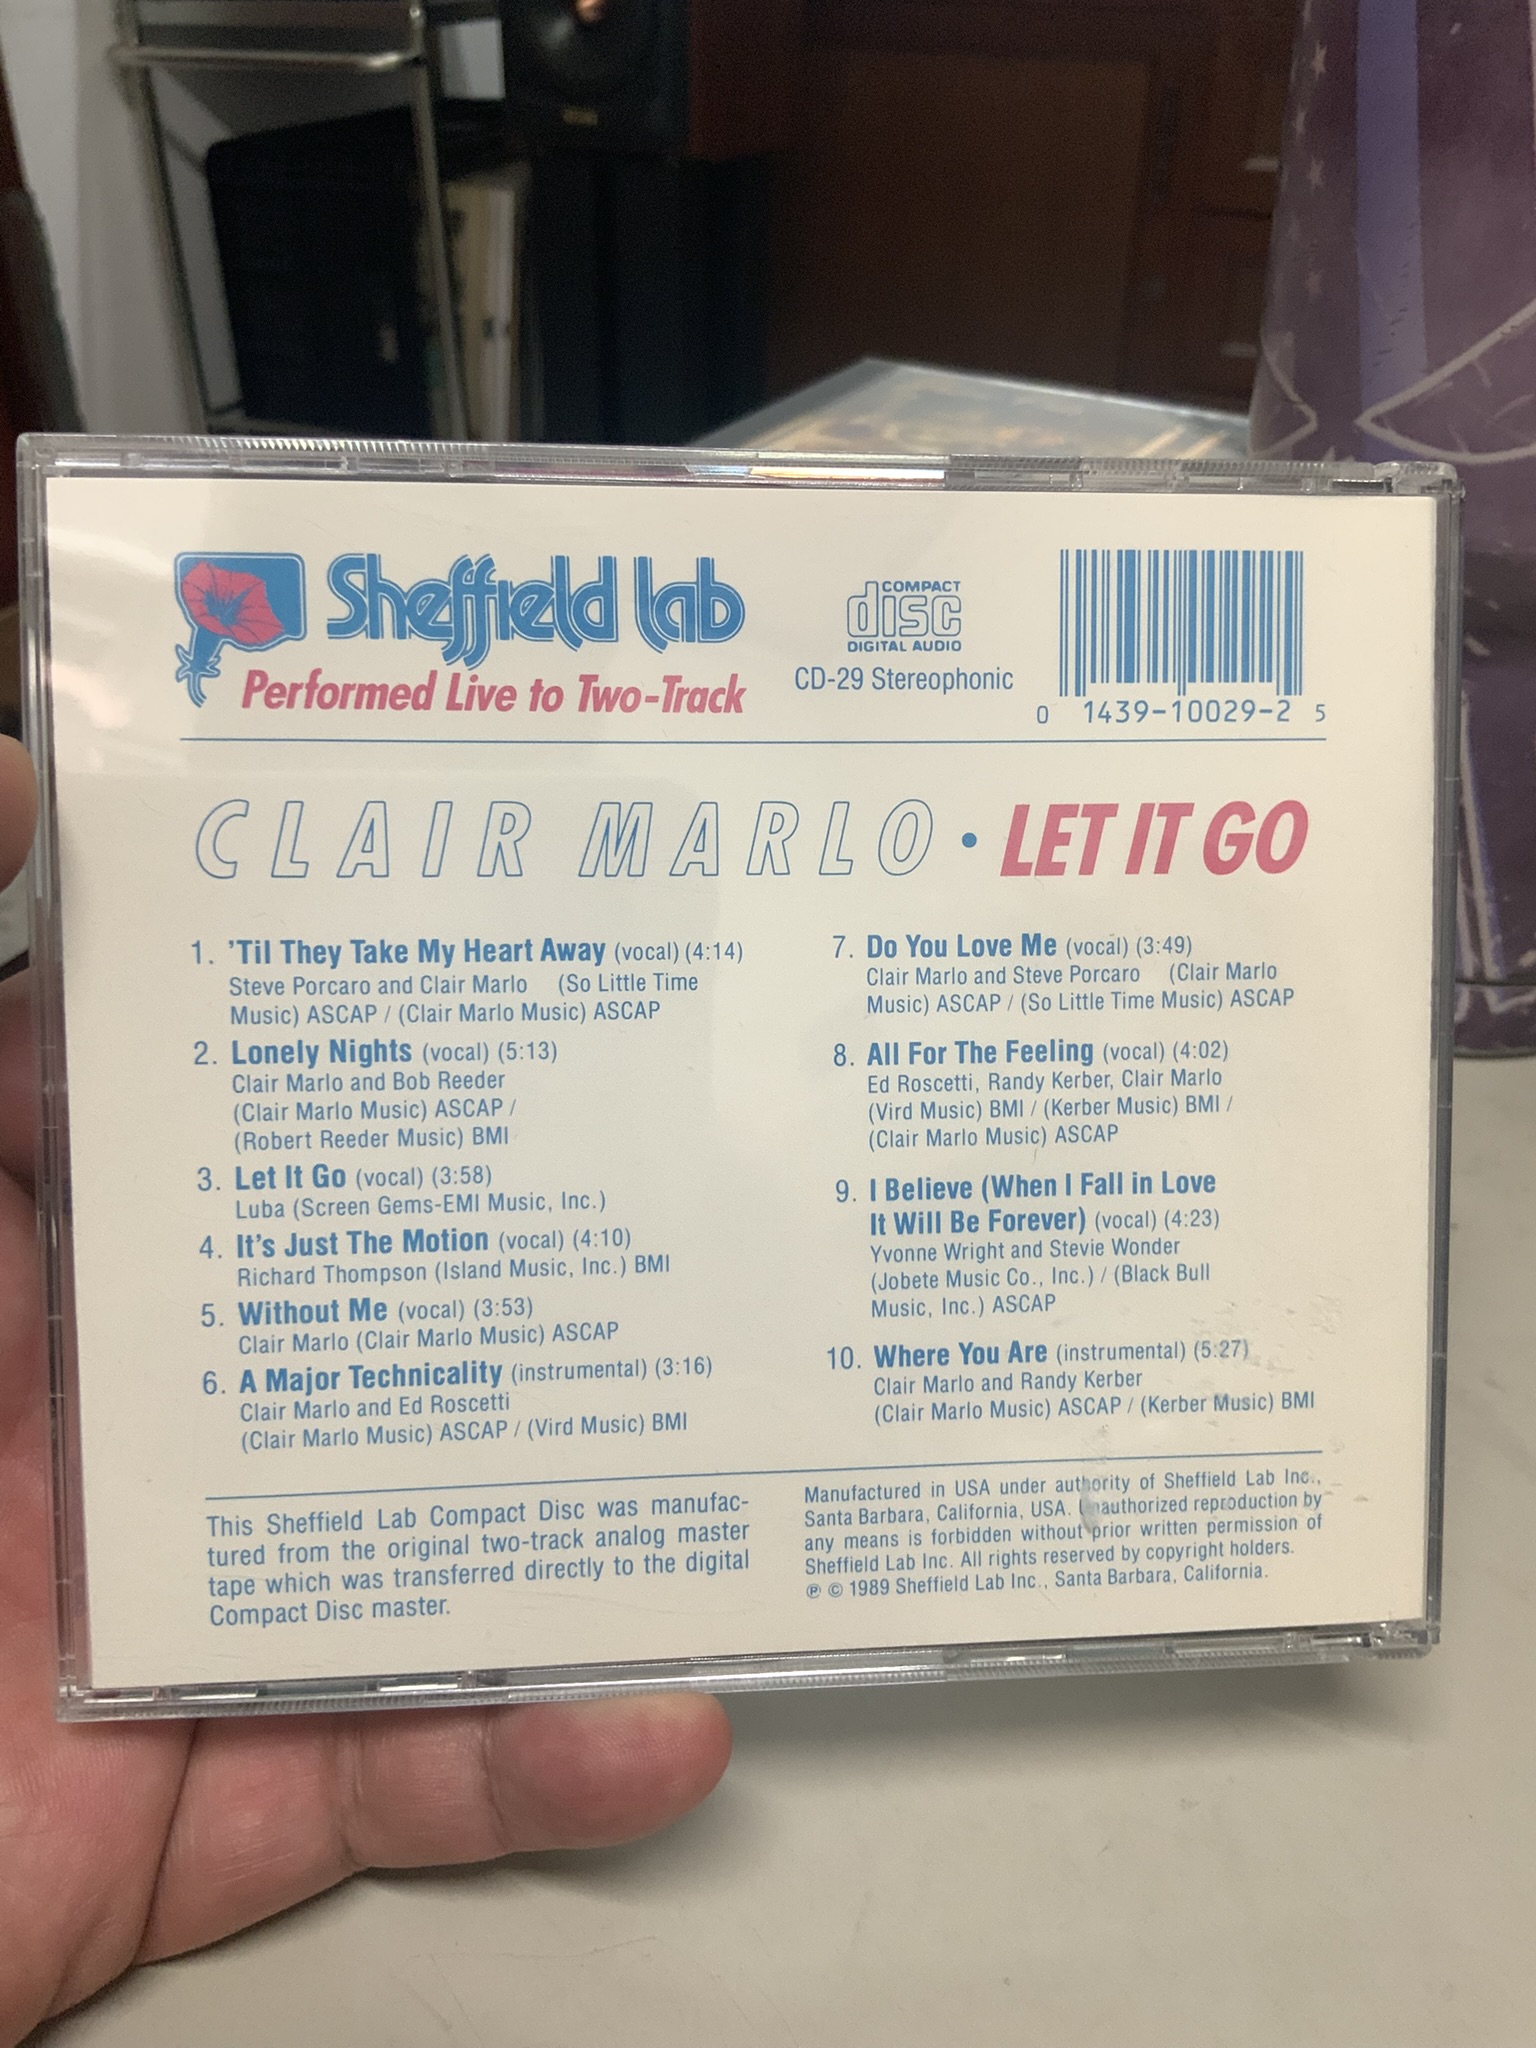 Sheffield Lab
Performed Live to Two-Track
COMPACT
disc
DIGITAL AUDIO
CD-29 Stereophonic
0 1439-10029-2 5
CLAIR MARLO • LET IT GO
1. ’Til They Take My Heart Away (vocal) (4:14)
Steve Porcaro and Clair Marlo (So Little Time
Music) ASCAP / (Clair Marlo Music) ASCAP
2. Lonely Nights (vocal) (5:13)
Clair Marlo and Bob Reeder
(Clair Marlo Music) ASCAP /
(Robert Reeder Music) BMI
3. Let It Go (vocal) (3:58)
Luba (Screen Gems-EMI Music, Inc.)
4. It’s Just The Motion (vocal) (4:10)
Richard Thompson (Island Music, Inc.) BMI
5. Without Me (vocal) (3:53)
Clair Marlo (Clair Marlo Music) ASCAP
6. A Major Technicality (instrumental) (3:16)
Clair Marlo and Ed Roscetti
(Clair Marlo Music) ASCAP / (Vird Music) BMI
7. Do You Love Me (vocal) (3:49)
Clair Marlo and Steve Porcaro (Clair Marlo
Music) ASCAP / (So Little Time Music) ASCAP
8. All For The Feeling (vocal) (4:02)
Ed Roscetti, Randy Kerber, Clair Marlo
(Vird Music) BMI / (Kerber Music) BMI /
(Clair Marlo Music) ASCAP
9. I Believe (When I Fall in Love
It Will Be Forever) (vocal) (4:23)
Yvonne Wright and Stevie Wonder
(Jobete Music Co., Inc.) / (Black Bull
Music, Inc.) ASCAP
10. Where You Are (instrumental) (5:27)
Clair Marlo and Randy Kerber
(Clair Marlo Music) ASCAP / (Kerber Music) BMI
This Sheffield Lab Compact Disc was manufac-
tured from the original two-track analog master
tape which was transferred directly to the digital
Compact Disc master.
Manufactured in USA under authority of Sheffield Lab Inc.,
Santa Barbara, California, USA. Unauthorized reproduction by
any means is forbidden without prior written permission of
Sheffield Lab Inc. All rights reserved by copyright holders.
℗ © 1989 Sheffield Lab Inc., Santa Barbara, California.